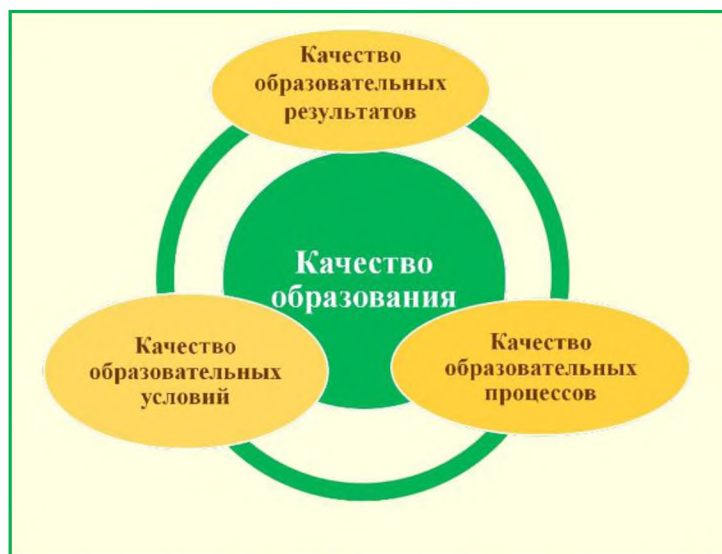 Качество
образовательных
результатов
Качество
образования
Качество
образовательных
условий
Качество
образовательных
процессов